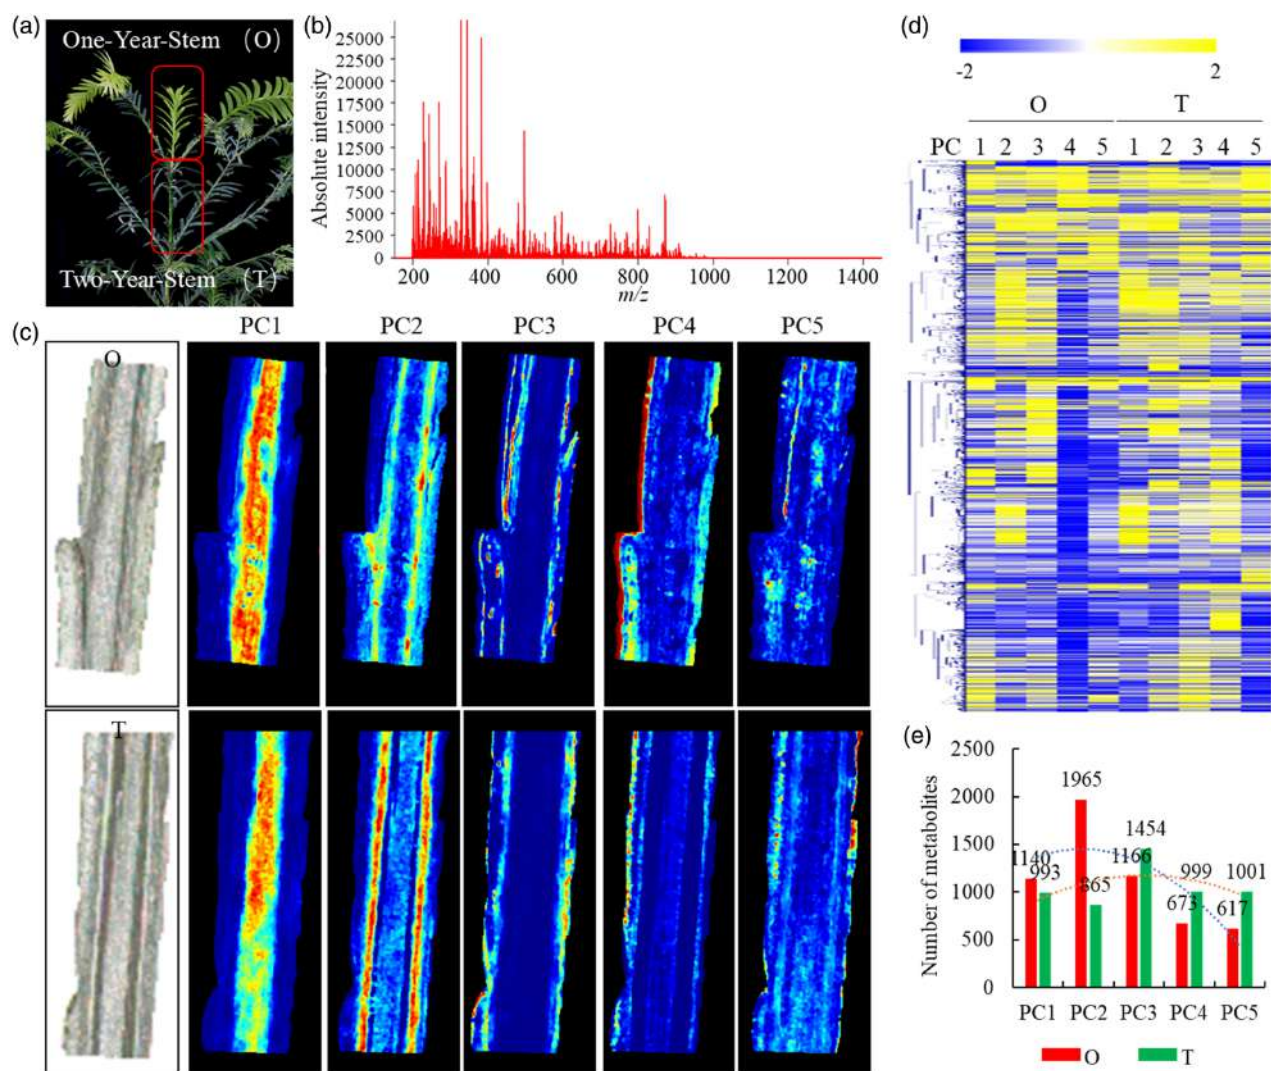 (a)
One-Year-Stem (O)
Two-Year-Stem (T)
(b)
Absolute intensity
25000
22500
20000
17500
15000
12500
10000
7500
5000
2500
0
200 400 600 800 1000 1200 1400
m/z
(c)
PC1 PC2 PC3 PC4 PC5
O
T
(d)
-2 2
O T
PC 1 2 3 4 5 1 2 3 4 5
(e)
Number of metabolites
2500
2000
1500
1000
500
0
1140
993
1965
865
1166
1454
673
999
617
1001
PC1 PC2 PC3 PC4 PC5
O T